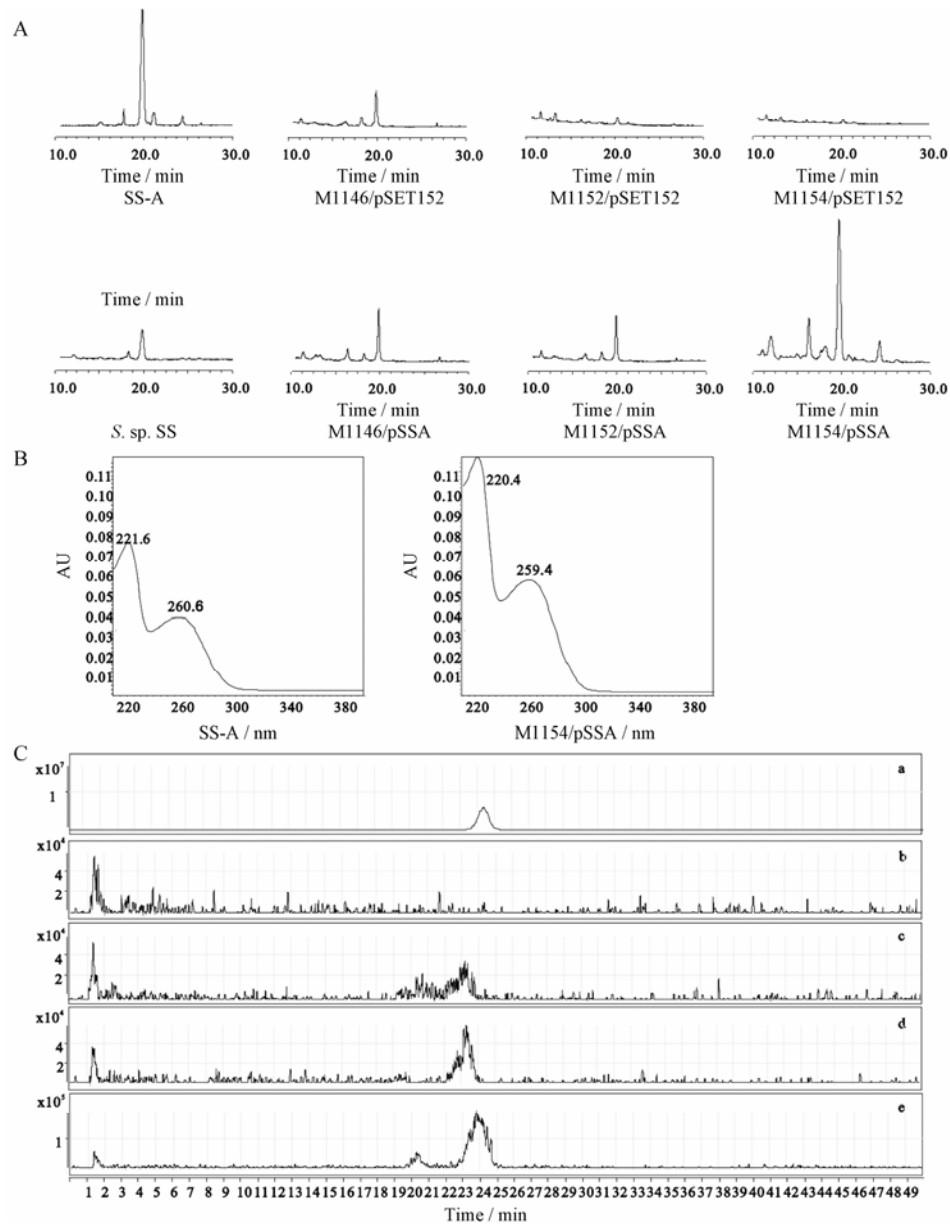 A
10.0 20.0 30.0
Time / min
SS-A
10.0 20.0 30.0
Time / min
M1146/pSET152
10.0 20.0 30.0
Time / min
M1152/pSET152
10.0 20.0 30.0
Time / min
M1154/pSET152
Time / min
10.0 20.0 30.0
S. sp. SS
10.0 20.0 30.0
Time / min
M1146/pSSA
10.0 20.0 30.0
Time / min
M1152/pSSA
10.0 20.0 30.0
Time / min
M1154/pSSA
B
AU
0.11
0.10
0.09
0.08
0.07
0.06
0.05
0.04
0.03
0.02
0.01
221.6
260.6
220 260 300 340 380
SS-A / nm
AU
0.11
0.10
0.09
0.08
0.07
0.06
0.05
0.04
0.03
0.02
0.01
220.4
259.4
220 260 300 340 380
M1154/pSSA / nm
C
x10⁷
1
a
x10⁴
4
2
b
x10⁴
4
2
c
x10⁴
4
2
d
x10⁵
1
e
1 2 3 4 5 6 7 8 9 10 11 12 13 14 15 16 17 18 19 20 21 22 23 24 25 26 27 28 29 30 31 32 33 34 35 36 37 38 39 40 41 42 43 44 45 46 47 48 49
Time / min